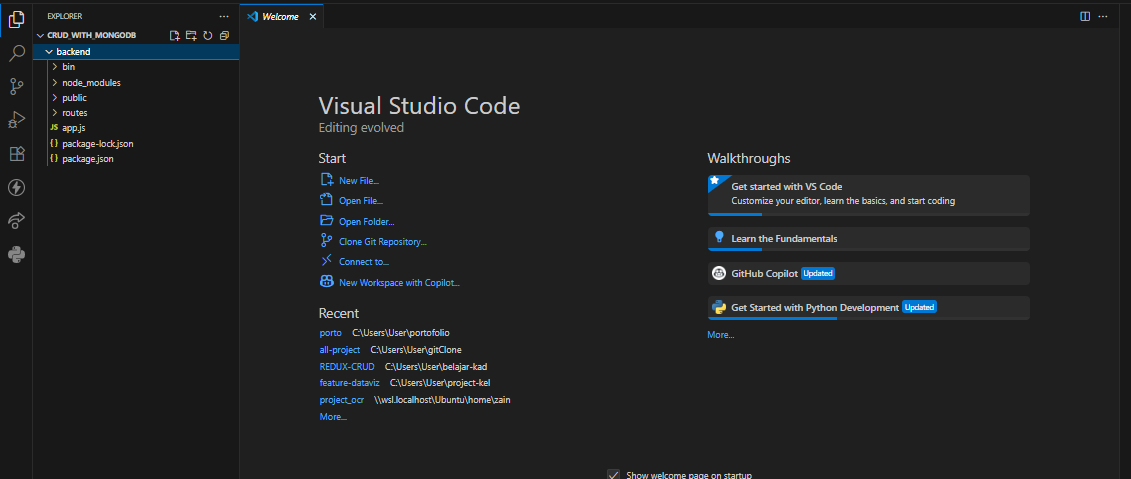 EXPLORER
Welcome
CRUD_WITH_MONGODB
backend
bin
node_modules
public
routes
JS app.js
{} package-lock.json
{} package.json
Visual Studio Code
Editing evolved
Start
New File...
Open File...
Open Folder...
Clone Git Repository...
Connect to...
New Workspace with Copilot...
Recent
porto C:\Users\User\portofolio
all-project C:\Users\User\gitClone
REDUX-CRUD C:\Users\User\belajar-kad
feature-dataviz C:\Users\User\project-kel
project_ocr \\wsl.localhost\Ubuntu\home\zain
More...
Walkthroughs
Get started with VS Code
Customize your editor, learn the basics, and start coding
Learn the Fundamentals
GitHub Copilot Updated
Get Started with Python Development Updated
More...
Show welcome page on startup